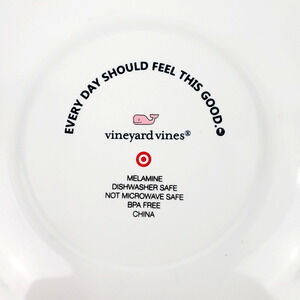 EVERY DAY SHOULD FEEL THIS GOOD.
vineyard vines®
MELAMINE
DISHWASHER SAFE
NOT MICROWAVE SAFE
BPA FREE
CHINA